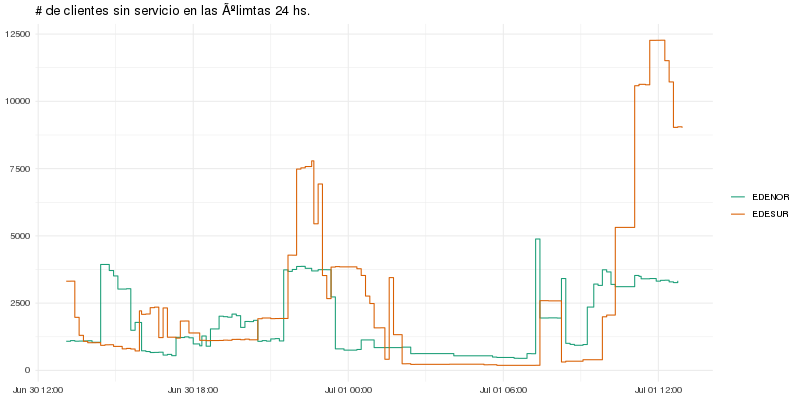 # de clientes sin servicio en las Ãºlimtas 24 hs.
12500
10000
7500
5000
2500
0
Jun 30 12:00
Jun 30 18:00
Jul 01 00:00
Jul 01 06:00
Jul 01 12:00
EDENOR
EDESUR